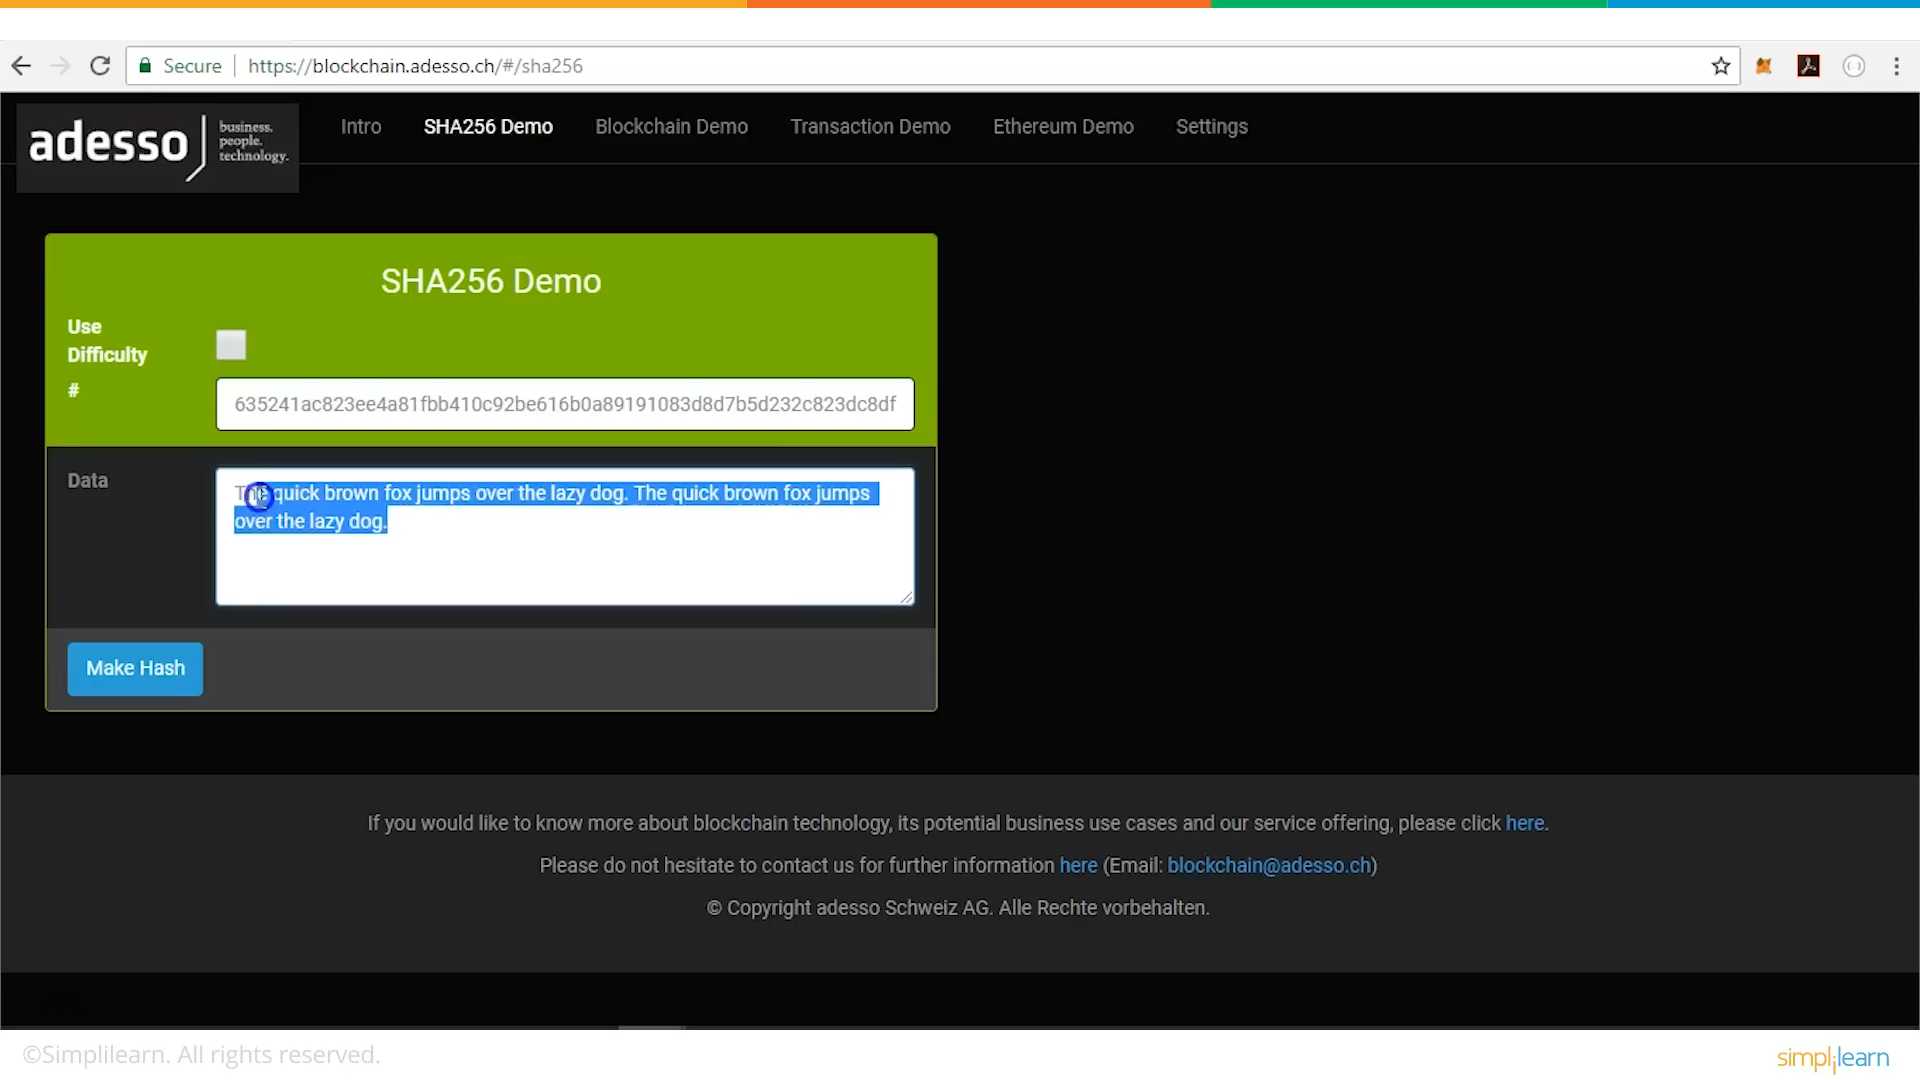 Secure https://blockchain.adesso.ch/#/sha256
adesso business. people. technology.
Intro SHA256 Demo Blockchain Demo Transaction Demo Ethereum Demo Settings
SHA256 Demo
Use
Difficulty
#
635241ac823ee4a81fbb410c92be616b0a89191083d8d7b5d232c823dc8df
Data
The quick brown fox jumps over the lazy dog. The quick brown fox jumps
over the lazy dog.
Make Hash
If you would like to know more about blockchain technology, its potential business use cases and our service offering, please click here.
Please do not hesitate to contact us for further information here (Email: blockchain@adesso.ch)
© Copyright adesso Schweiz AG. Alle Rechte vorbehalten.
©Simplilearn. All rights reserved.
simplilearn